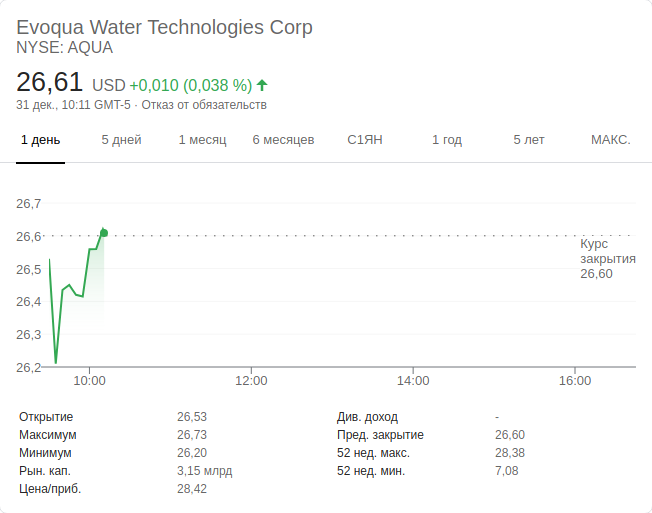 Evoqua Water Technologies Corp
NYSE: AQUA
26,61 USD +0,010 (0,038 %)
31 дек., 10:11 GMT-5 · Отказ от обязательств
1 день 5 дней 1 месяц 6 месяцев С1ЯН 1 год 5 лет МАКС.
26,7
26,6
Курс
закрытия
26,60
26,5
26,4
26,3
26,2
10:00 12:00 14:00 16:00
Открытие 26,53 Див. доход -
Максимум 26,73 Пред. закрытие 26,60
Минимум 26,20 52 нед. макс. 28,38
Рын. кап. 3,15 млрд 52 нед. мин. 7,08
Цена/приб. 28,42